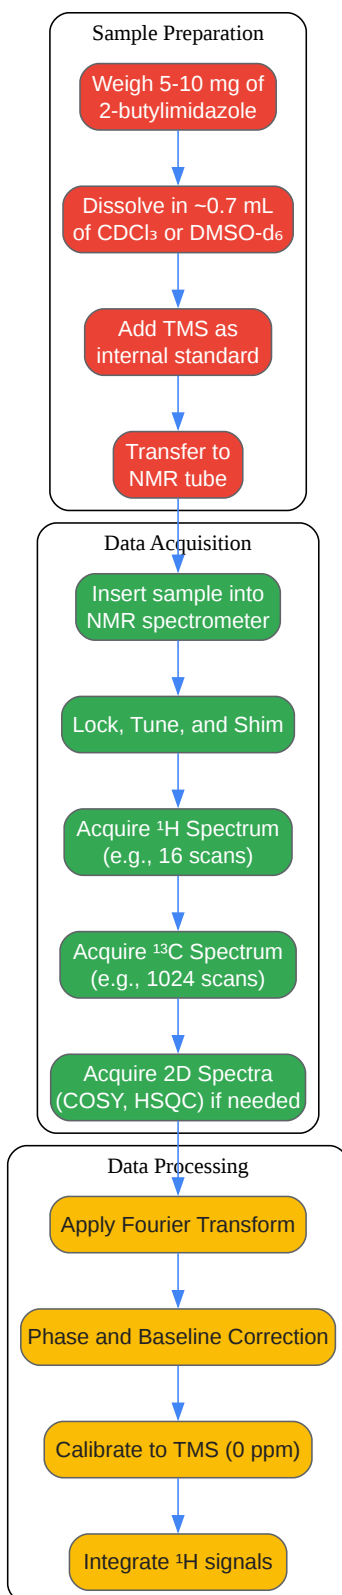 Sample Preparation
Weigh 5-10 mg of
2-butylimidazole
Dissolve in ~0.7 mL
of CDCl₃ or DMSO-d₆
Add TMS as
internal standard
Transfer to
NMR tube
Data Acquisition
Insert sample into
NMR spectrometer
Lock, Tune, and Shim
Acquire ¹H Spectrum
(e.g., 16 scans)
Acquire ¹³C Spectrum
(e.g., 1024 scans)
Acquire 2D Spectra
(COSY, HSQC) if needed
Data Processing
Apply Fourier Transform
Phase and Baseline Correction
Calibrate to TMS (0 ppm)
Integrate ¹H signals